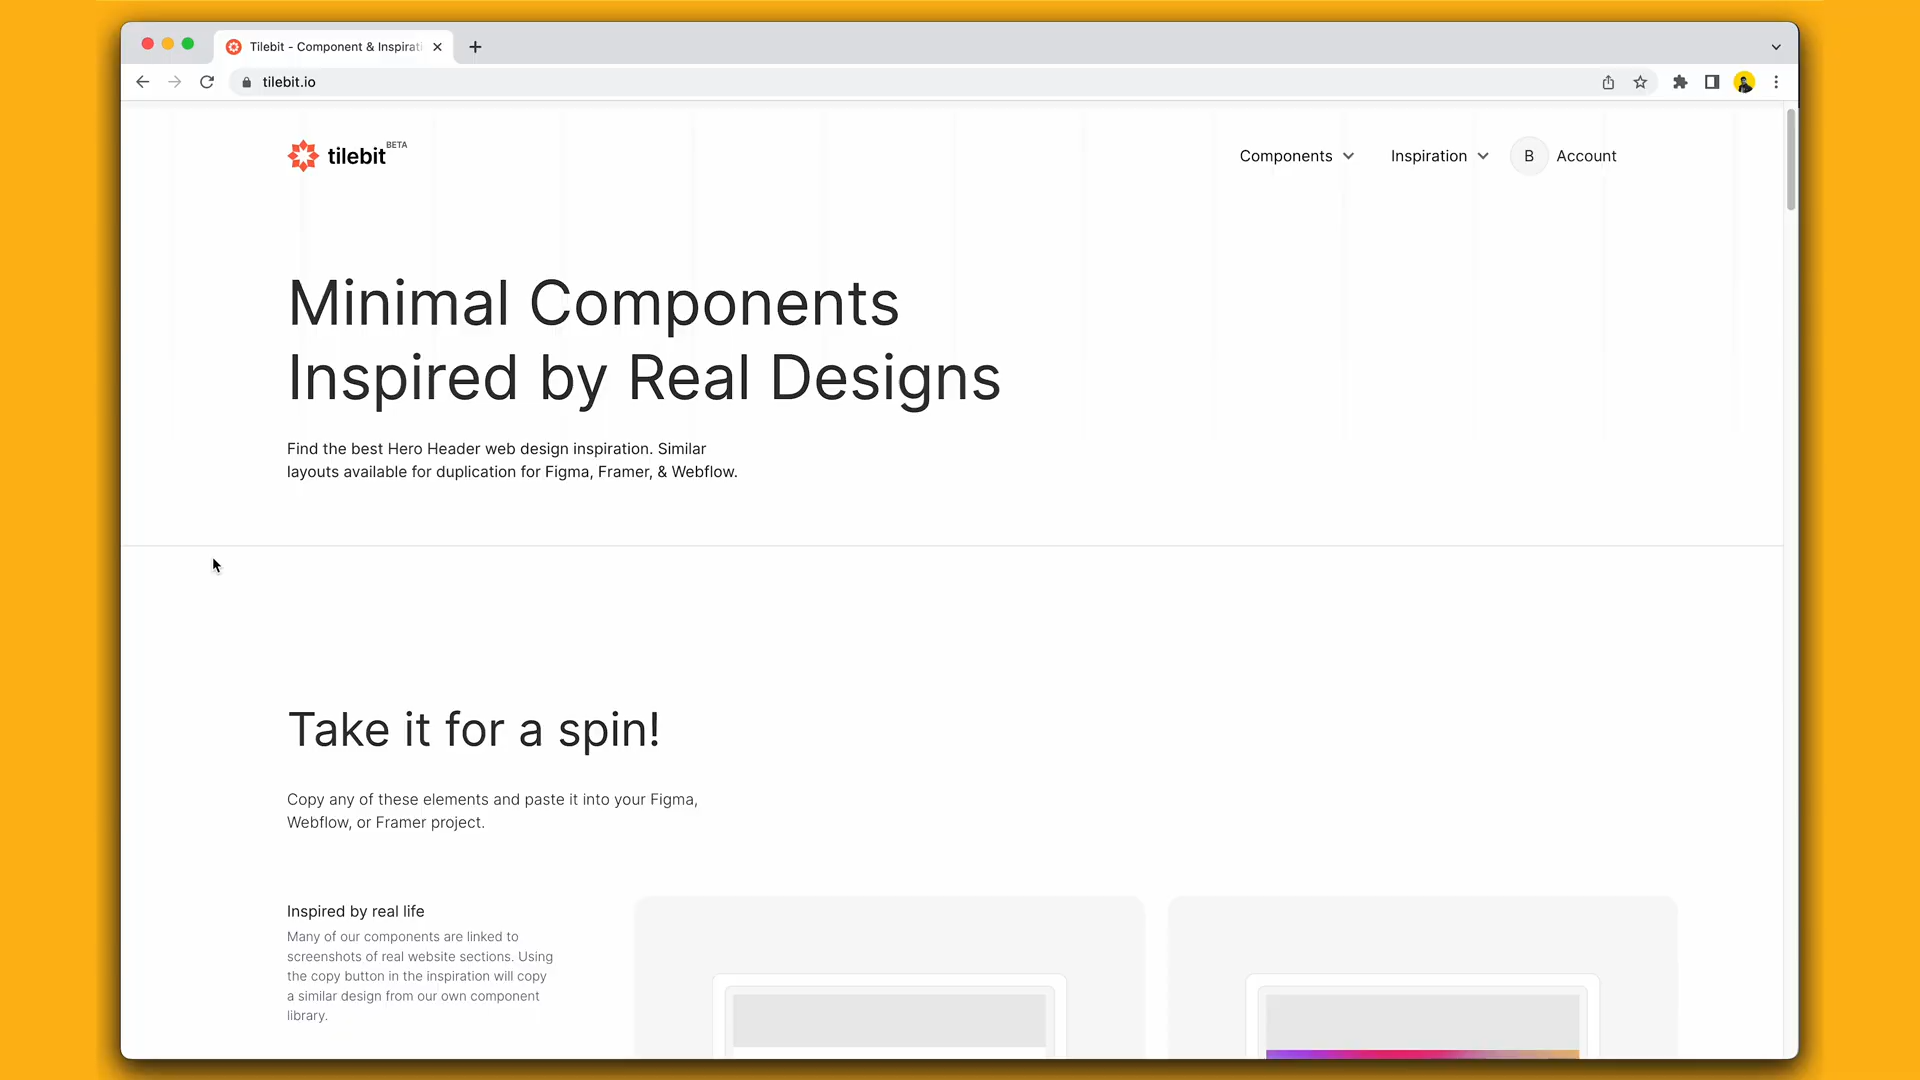 Tilebit - Component & Inspirati
tilebit.io
tilebit BETA
Components
Inspiration
B
Account
Minimal Components
Inspired by Real Designs
Find the best Hero Header web design inspiration. Similar
layouts available for duplication for Figma, Framer, & Webflow.
Take it for a spin!
Copy any of these elements and paste it into your Figma,
Webflow, or Framer project.
Inspired by real life
Many of our components are linked to
screenshots of real website sections. Using
the copy button in the inspiration will copy
a similar design from our own component
library.